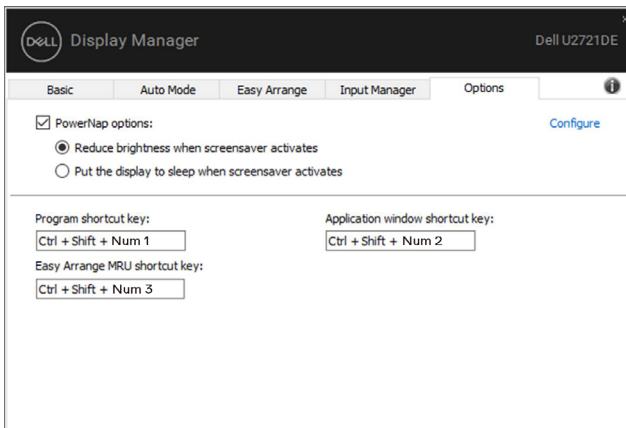 DELL Display Manager
Dell U2721DE
Basic Auto Mode Easy Arrange Input Manager Options
PowerNap options:
Configure
Reduce brightness when screensaver activates
Put the display to sleep when screensaver activates
Program shortcut key:
Application window shortcut key:
Ctrl + Shift + Num 1
Ctrl + Shift + Num 2
Easy Arrange MRU shortcut key:
Ctrl + Shift + Num 3